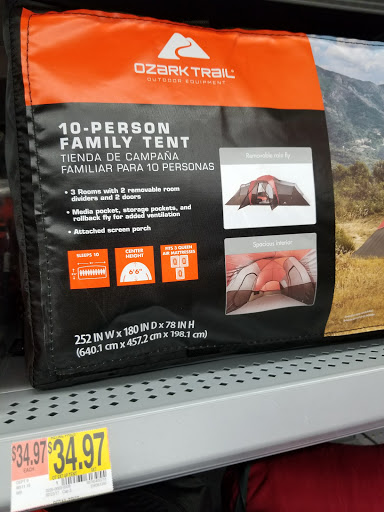 OZARK TRAIL
OUTDOOR EQUIPMENT
10-PERSON
FAMILY TENT
TIENDA DE CAMPAÑA
FAMILIAR PARA 10 PERSONAS
• 3 Rooms with 2 removable room
dividers and 2 doors
• Media pocket, storage pockets, and
rollback fly for added ventilation
• Attached screen porch
Removable rain fly
Spacious interior
SLEEPS 10
CENTER
HEIGHT
6'6"
FITS 3 QUEEN
AIR MATTRESSES
252 IN W x 180 IN D x 78 IN H
(640.1 cm x 457.2 cm x 198.1 cm)
$34.97
EACH
$34.97